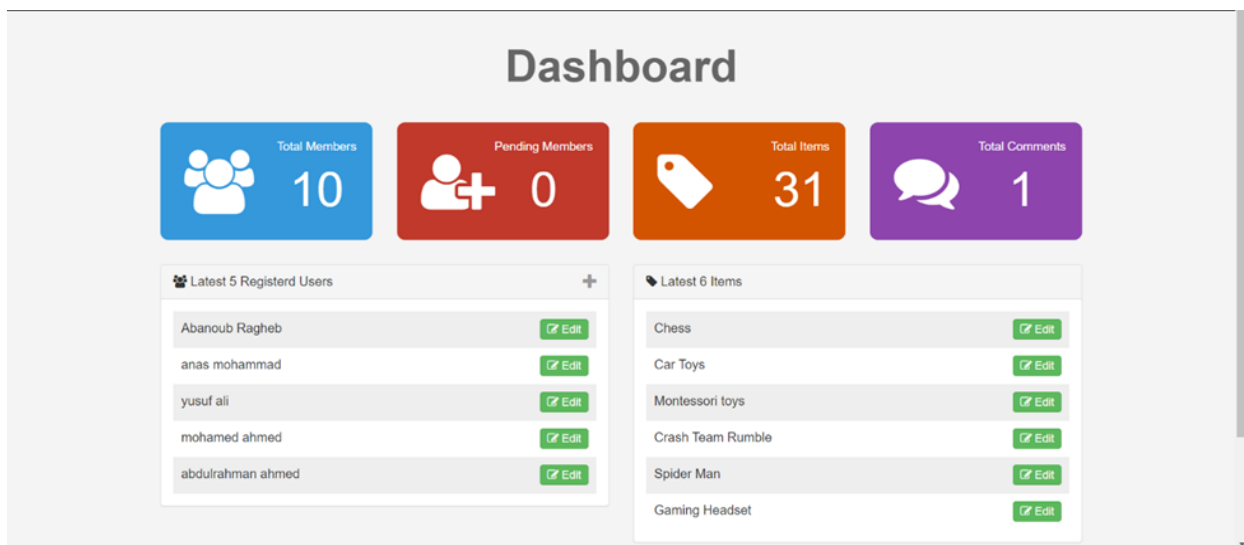 Dashboard
Total Members
10
Pending Members
0
Total Items
31
Total Comments
1
Latest 5 Registerd Users
Abanoub Ragheb Edit
anas mohammad Edit
yusuf ali Edit
mohamed ahmed Edit
abdulrahman ahmed Edit
Latest 6 Items
Chess Edit
Car Toys Edit
Montessori toys Edit
Crash Team Rumble Edit
Spider Man Edit
Gaming Headset Edit